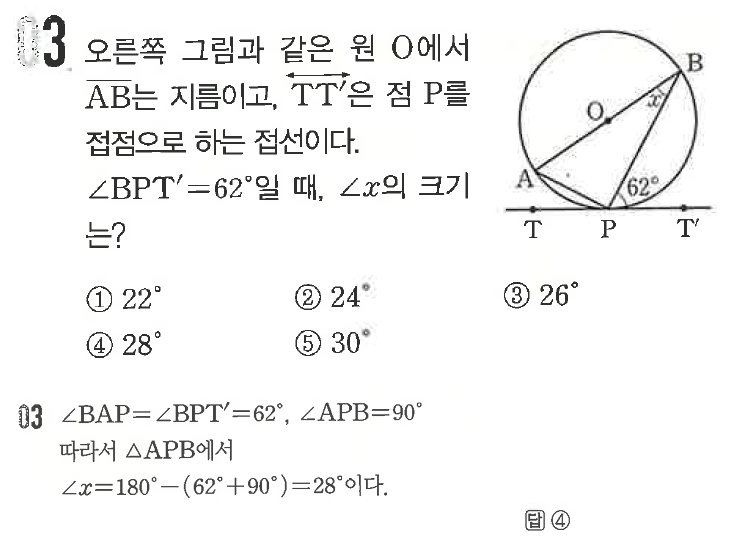 03 오른쪽 그림과 같은 원 O에서
AB는 지름이고, TT′은 점 P를
접점으로 하는 접선이다.
∠BPT′=62°일 때, ∠x의 크기
는?
B
x
O
A
62°
T P T′
① 22° ② 24° ③ 26°
④ 28° ⑤ 30°
03 ∠BAP=∠BPT′=62°, ∠APB=90°
따라서 △APB에서
∠x=180°−(62°+90°)=28°이다.
답 ④